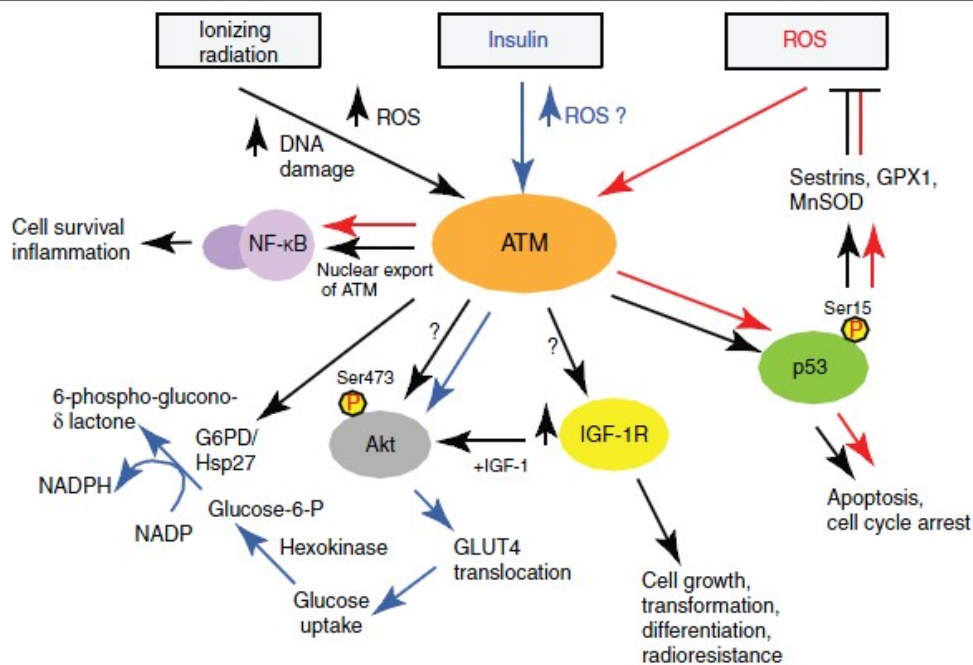 Ionizing
radiation
Insulin
ROS
ROS
ROS ?
DNA
damage
Sestrins, GPX1,
MnSOD
Cell survival
inflammation
NF-κB
ATM
Nuclear export
of ATM
Ser15
P
p53
?
?
Ser473
P
6-phospho-glucono-
δ lactone
G6PD/
Hsp27
Akt
+IGF-1
IGF-1R
NADPH
NADP
Glucose-6-P
Apoptosis,
cell cycle arrest
Hexokinase
GLUT4
translocation
Glucose
uptake
Cell growth,
transformation,
differentiation,
radioresistance